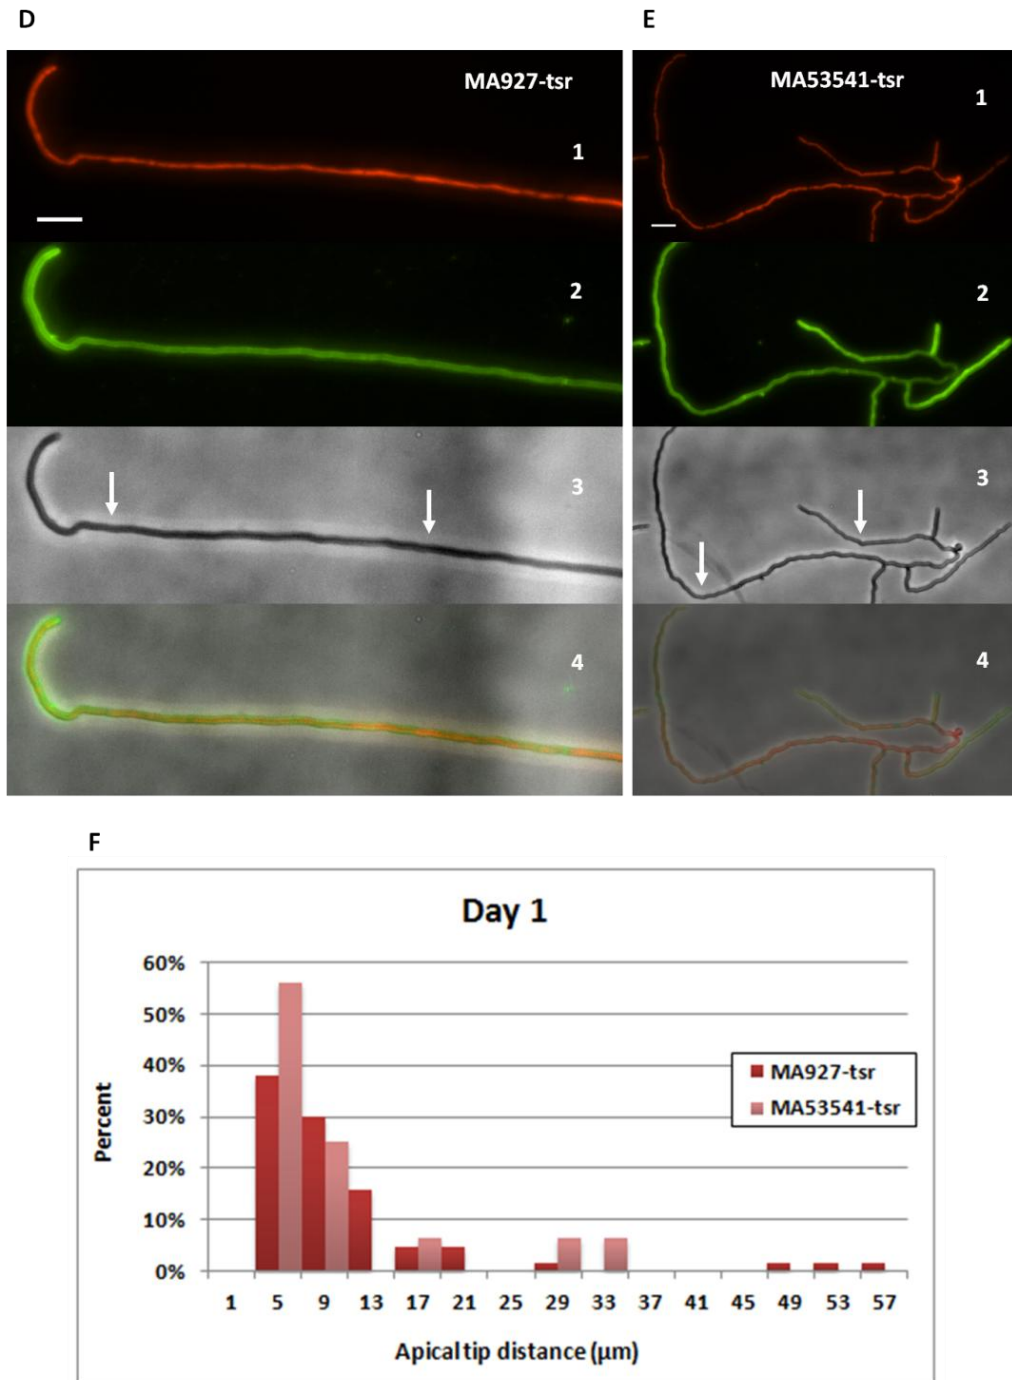 D
E
MA927-tsr
MA53541-tsr
1
1
2
2
3
3
4
4
F
Day 1
60%
50%
40%
30%
20%
10%
0%
Percent
MA927-tsr
MA53541-tsr
1 5 9 13 17 21 25 29 33 37 41 45 49 53 57
Apical tip distance (μm)